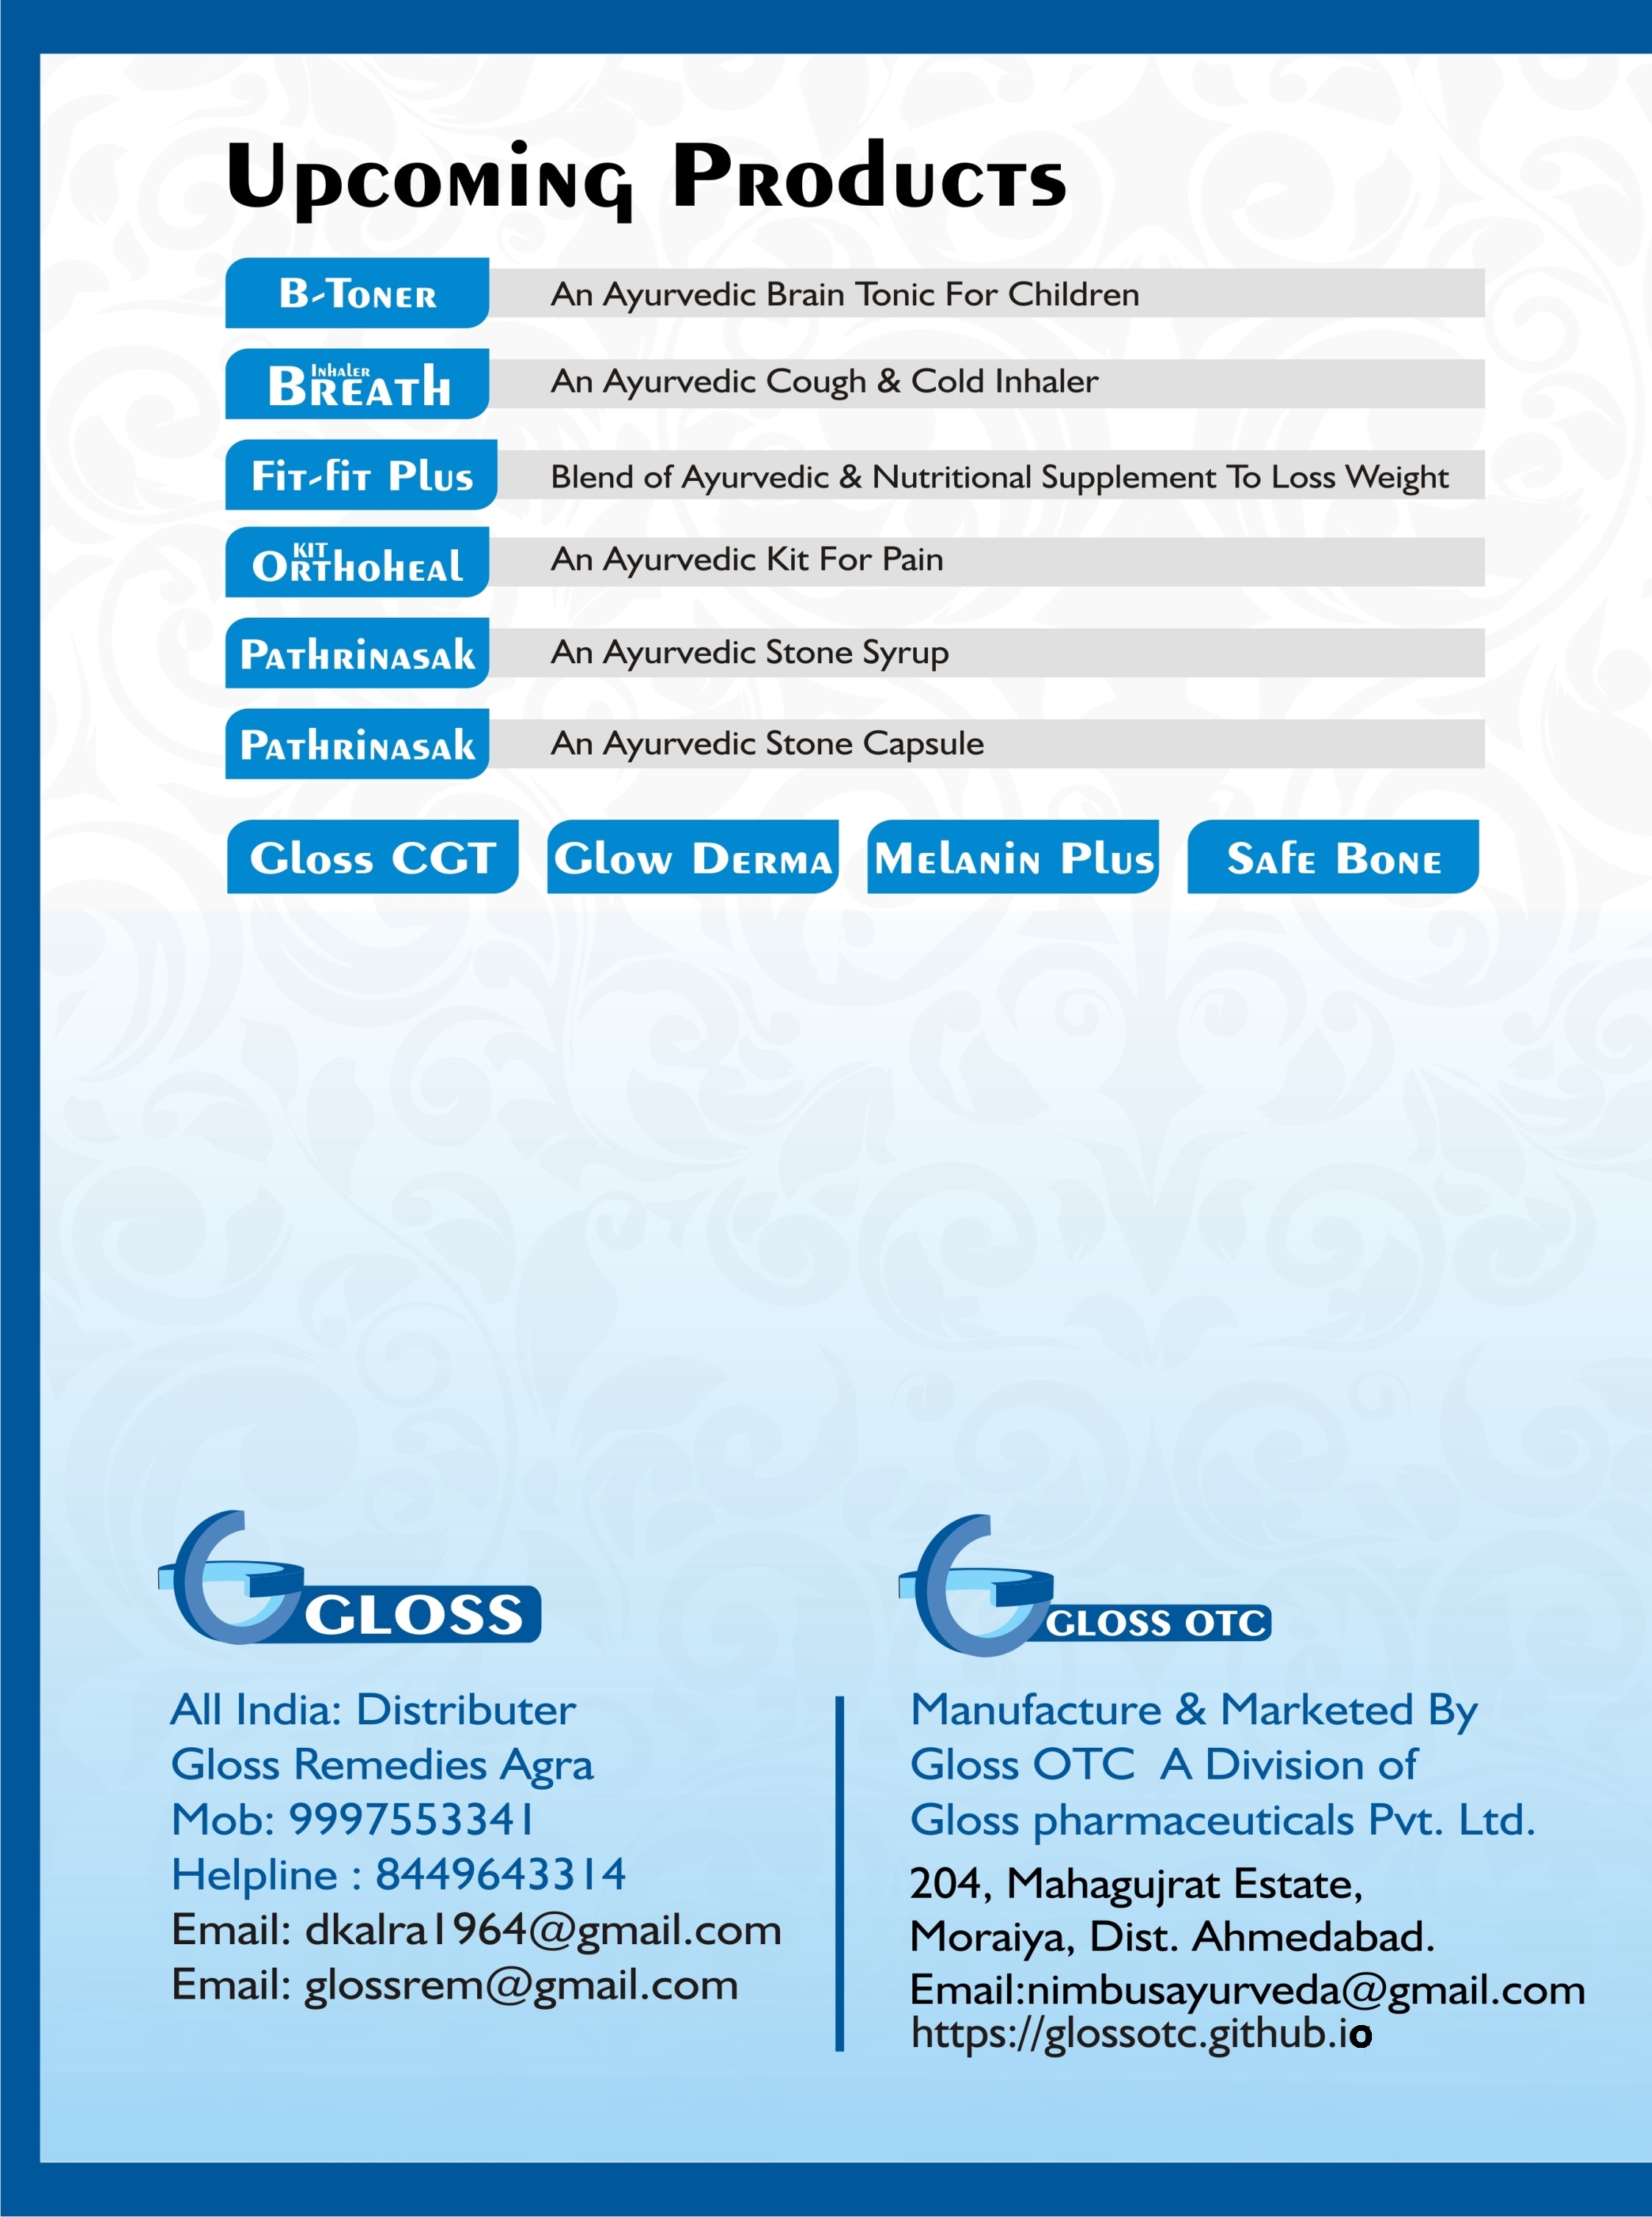 Upcoming Products
B-Toner An Ayurvedic Brain Tonic For Children
Inhaler
Breath An Ayurvedic Cough & Cold Inhaler
Fit-fit Plus Blend of Ayurvedic & Nutritional Supplement To Loss Weight
KIT
Orthoheal An Ayurvedic Kit For Pain
Pathrinasak An Ayurvedic Stone Syrup
Pathrinasak An Ayurvedic Stone Capsule
Gloss CGT Glow Derma Melanin Plus Safe Bone
GLOSS
All India: Distributer
Gloss Remedies Agra
Mob: 9997553341
Helpline : 8449643314
Email: dkalra1964@gmail.com
Email: glossrem@gmail.com
GLOSS OTC
Manufacture & Marketed By
Gloss OTC A Division of
Gloss pharmaceuticals Pvt. Ltd.
204, Mahagujrat Estate,
Moraiya, Dist. Ahmedabad.
Email:nimbusayurveda@gmail.com
https://glossotc.github.io